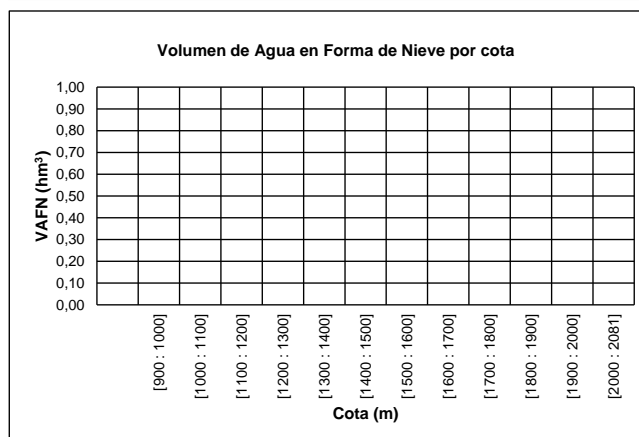 Volumen de Agua en Forma de Nieve por cota
VAFN (hm³)
1,00
0,90
0,80
0,70
0,60
0,50
0,40
0,30
0,20
0,10
0,00
[900 : 1000]
[1000 : 1100]
[1100 : 1200]
[1200 : 1300]
[1300 : 1400]
[1400 : 1500]
[1500 : 1600]
[1600 : 1700]
[1700 : 1800]
[1800 : 1900]
[1900 : 2000]
[2000 : 2081]
Cota (m)